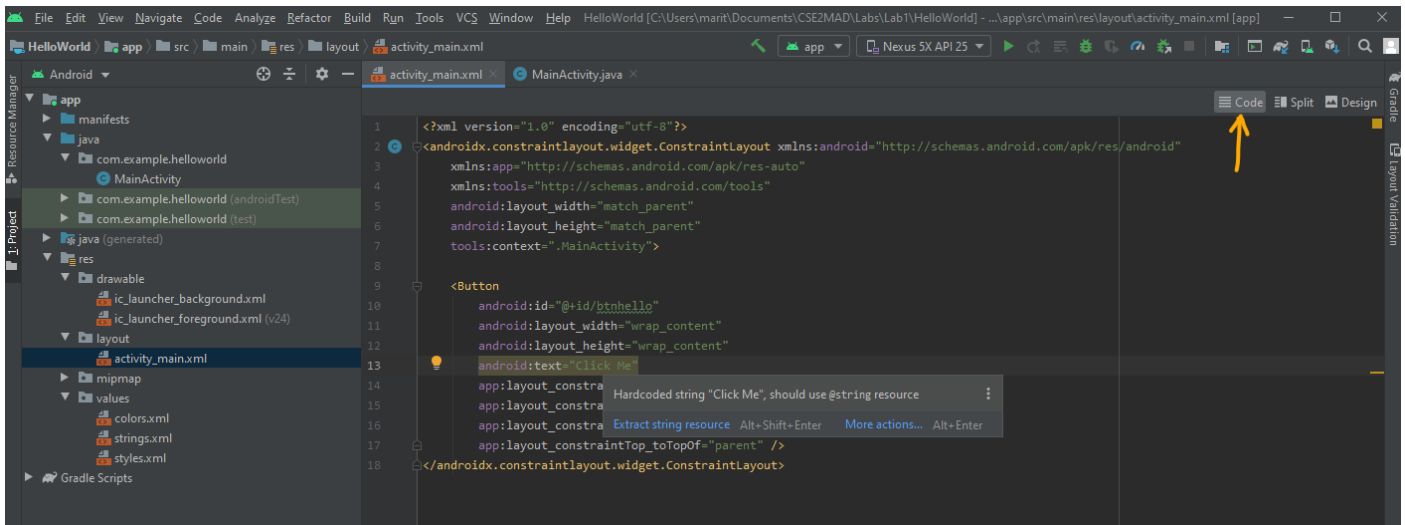 File Edit View Navigate Code Analyze Refactor Build Run Tools VCS Window Help HelloWorld [C:\Users\marit\Documents\CSE2MAD\Labs\Lab1\HelloWorld] - ...\app\src\main\res\layout\activity_main.xml [app]
HelloWorld app src main res layout activity_main.xml app Nexus 5X API 25
Android activity_main.xml MainActivity.java
Code Split Design
Resource Manager
1: Project
app
manifests
java
com.example.helloworld
MainActivity
com.example.helloworld (androidTest)
com.example.helloworld (test)
java (generated)
res
drawable
ic_launcher_background.xml
ic_launcher_foreground.xml (v24)
layout
activity_main.xml
mipmap
values
colors.xml
strings.xml
styles.xml
Gradle Scripts
1 <?xml version="1.0" encoding="utf-8"?>
2 <androidx.constraintlayout.widget.ConstraintLayout xmlns:android="http://schemas.android.com/apk/res/android"
3 xmlns:app="http://schemas.android.com/apk/res-auto"
4 xmlns:tools="http://schemas.android.com/tools"
5 android:layout_width="match_parent"
6 android:layout_height="match_parent"
7 tools:context=".MainActivity">
8
9 <Button
10 android:id="@+id/btnhello"
11 android:layout_width="wrap_content"
12 android:layout_height="wrap_content"
13 android:text="Click Me"
14 app:layout_constra
15 app:layout_constra
16 app:layout_constra
17 app:layout_constraintTop_toTopOf="parent" />
18 </androidx.constraintlayout.widget.ConstraintLayout>
Hardcoded string "Click Me", should use @string resource
Extract string resource Alt+Shift+Enter More actions... Alt+Enter
Gradle
Layout Validation